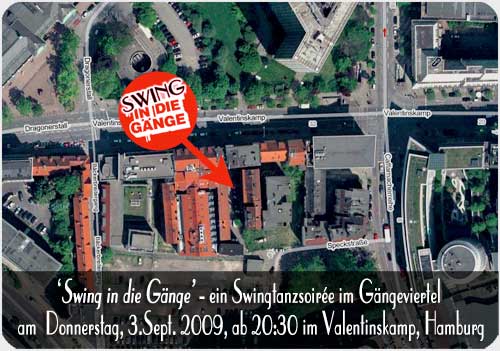 Dragonerstall
Dragonerstall
Valentinskamp
Valentinskamp
SWING
IN DIE
GÄNGE
Speckstraße
'Swing in die Gänge' - ein Swingtanzsoirée im Gängeviertel
am Donnerstag, 3.Sept. 2009, ab 20:30 im Valentinskamp, Hamburg